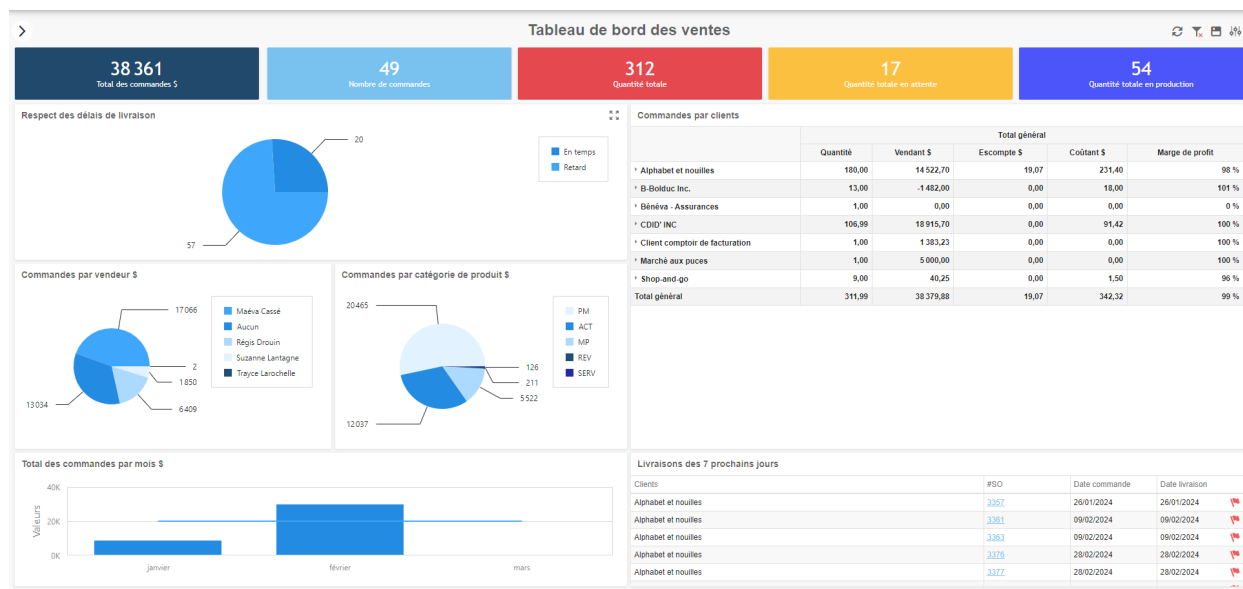 Tableau de bord des ventes
38 361
Total des commandes $
49
Nombre de commandes
312
Quantité totale
17
Quantité totale en attente
54
Quantité totale en production
Respect des délais de livraison
20
57
En temps
Retard
Commandes par clients
Total général
Quantité Vendant $ Escompte $ Coûtant $ Marge de profit
Alphabet et nouilles 180,00 14 522,70 19,07 231,40 98 %
B-Bolduc Inc. 13,00 -1 482,00 0,00 18,00 101 %
Bénéva - Assurances 1,00 0,00 0,00 0,00 0 %
CDID' INC 106,99 18 915,70 0,00 91,42 100 %
Client comptoir de facturation 1,00 1 383,23 0,00 0,00 100 %
Marché aux puces 1,00 5 000,00 0,00 0,00 100 %
Shop-and-go 9,00 40,25 0,00 1,50 96 %
Total général 311,99 38 379,88 19,07 342,32 99 %
Commandes par vendeur $
17 066
2
1 850
6 409
13 034
Maéva Cassé
Aucun
Régis Drouin
Suzanne Lantagne
Trayce Larochelle
Commandes par catégorie de produit $
20 465
126
211
5 522
12 037
PM
ACT
MP
REV
SERV
Total des commandes par mois $
Valeurs
40K
20K
0K
janvier février mars
Livraisons des 7 prochains jours
Clients #SO Date commande Date livraison
Alphabet et nouilles 3357 26/01/2024 26/01/2024
Alphabet et nouilles 3361 09/02/2024 09/02/2024
Alphabet et nouilles 3363 09/02/2024 09/02/2024
Alphabet et nouilles 3376 28/02/2024 28/02/2024
Alphabet et nouilles 3377 28/02/2024 28/02/2024